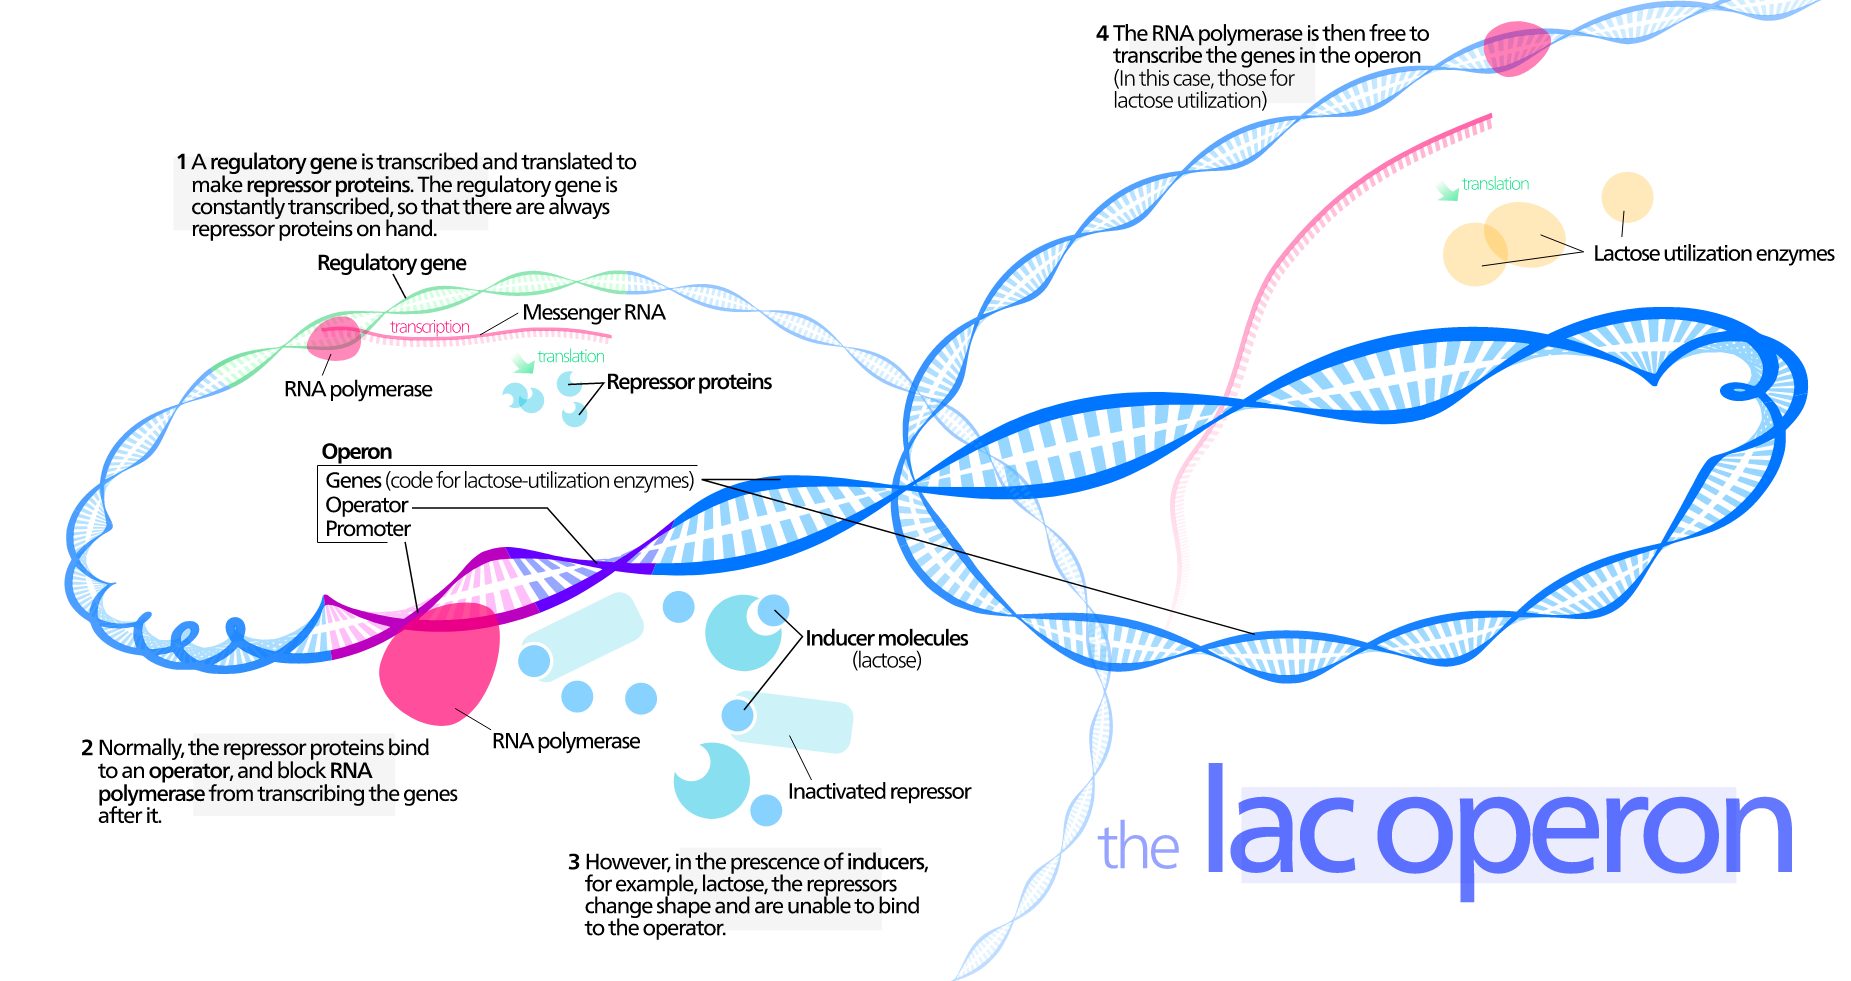 1 A regulatory gene is transcribed and translated to
make repressor proteins. The regulatory gene is
constantly transcribed, so that there are always
repressor proteins on hand.
Regulatory gene
transcription
Messenger RNA
translation
RNA polymerase
Repressor proteins
Operon
Genes (code for lactose-utilization enzymes)
Operator
Promoter
RNA polymerase
2 Normally, the repressor proteins bind
to an operator, and block RNA
polymerase from transcribing the genes
after it.
Inducer molecules
(lactose)
Inactivated repressor
3 However, in the prescence of inducers,
for example, lactose, the repressors
change shape and are unable to bind
to the operator.
4 The RNA polymerase is then free to
transcribe the genes in the operon
(In this case, those for
lactose utilization)
translation
Lactose utilization enzymes
the lac operon